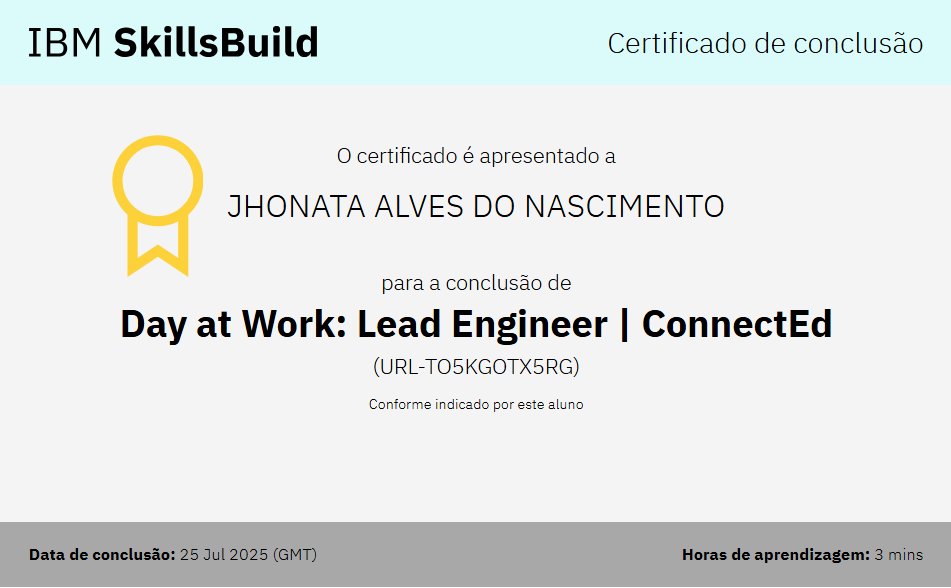 IBM SkillsBuild
Certificado de conclusão
O certificado é apresentado a
JHONATA ALVES DO NASCIMENTO
para a conclusão de
Day at Work: Lead Engineer | ConnectEd
(URL-TO5KGOTX5RG)
Conforme indicado por este aluno
Data de conclusão: 25 Jul 2025 (GMT)
Horas de aprendizagem: 3 mins